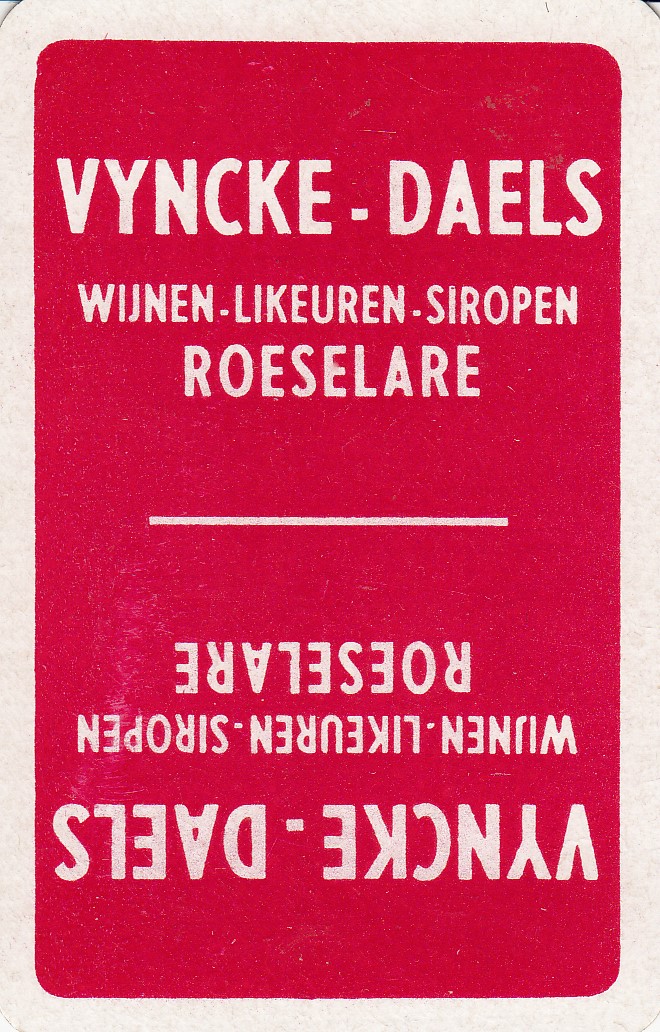 VYNCKE - DAELS
WIJNEN-LIKEUREN-SIROPEN
ROESELARE
ROESELARE
WIJNEN-LIKEUREN-SIROPEN
VYNCKE - DAELS